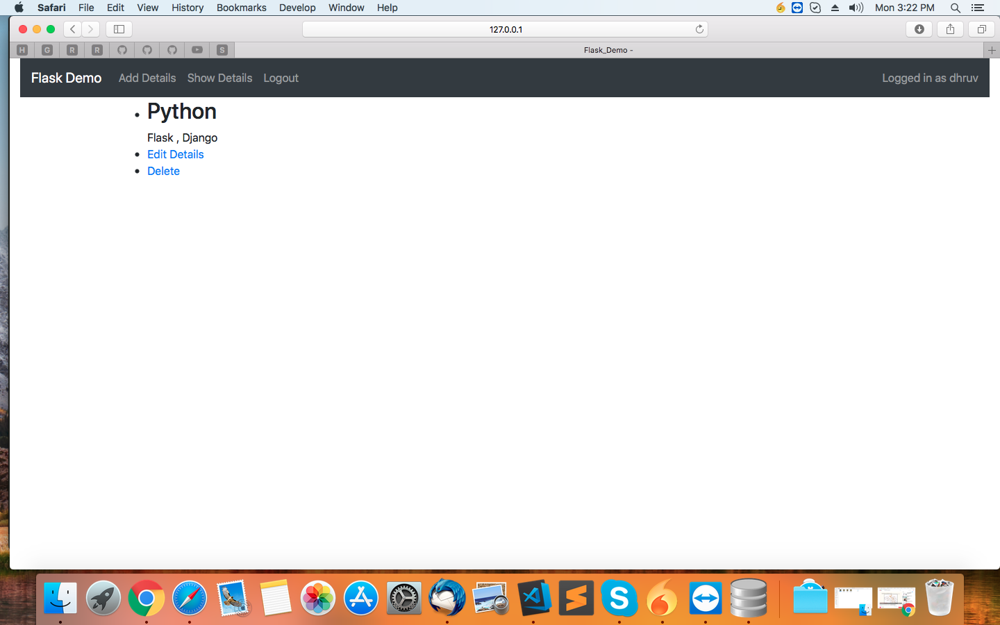 Safari File Edit View History Bookmarks Develop Window Help Mon 3:22 PM
127.0.0.1
H G R R S Flask_Demo -
Flask Demo Add Details Show Details Logout Logged in as dhruv
Python
Flask , Django
Edit Details
Delete